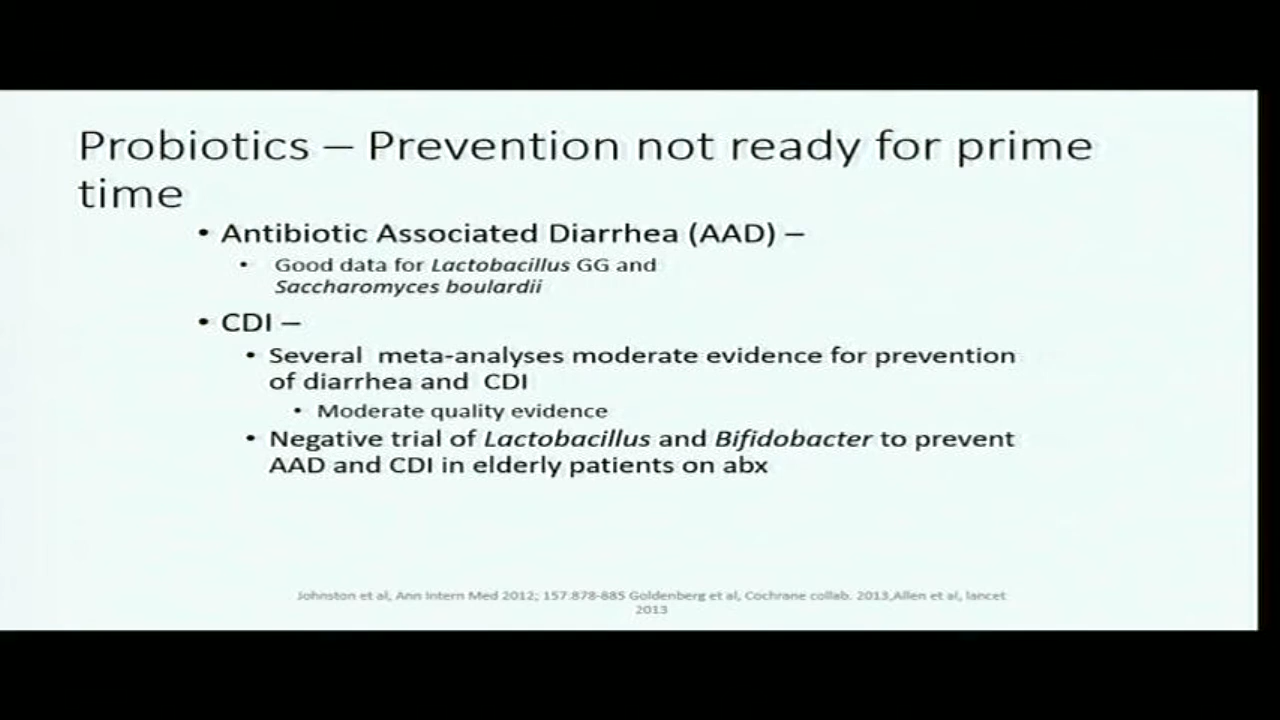 Probiotics – Prevention not ready for prime
time
• Antibiotic Associated Diarrhea (AAD) –
• Good data for Lactobacillus GG and
Saccharomyces boulardii
• CDI –
• Several meta-analyses moderate evidence for prevention
of diarrhea and CDI
• Moderate quality evidence
• Negative trial of Lactobacillus and Bifidobacter to prevent
AAD and CDI in elderly patients on abx
Johnston et al, Ann Intern Med 2012; 157:878-885 Goldenberg et al, Cochrane collab. 2013,Allen et al, lancet
2013